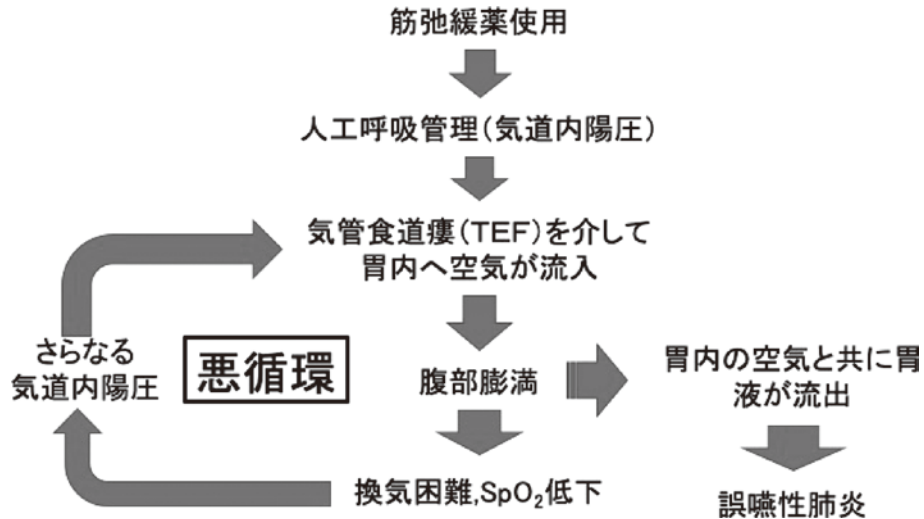 筋弛緩薬使用
人工呼吸管理(気道内陽圧)
気管食道瘻(TEF)を介して
胃内へ空気が流入
さらなる
気道内陽圧
悪循環
腹部膨満
胃内の空気と共に胃
液が流出
換気困難,SpO₂低下
誤嚥性肺炎